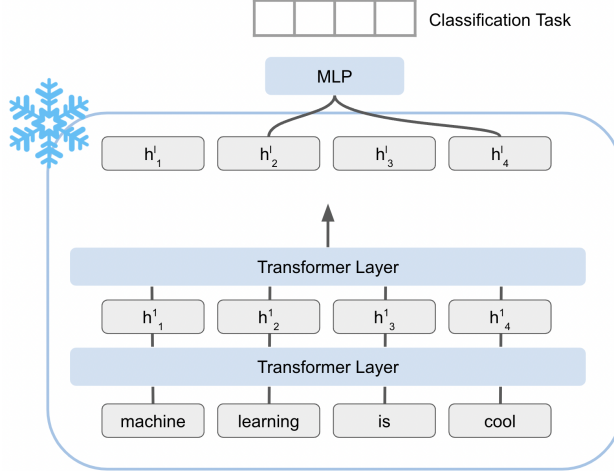 Classification Task
MLP
hˡ₁ hˡ₂ hˡ₃ hˡ₄
Transformer Layer
h¹₁ h¹₂ h¹₃ h¹₄
Transformer Layer
machine learning is cool